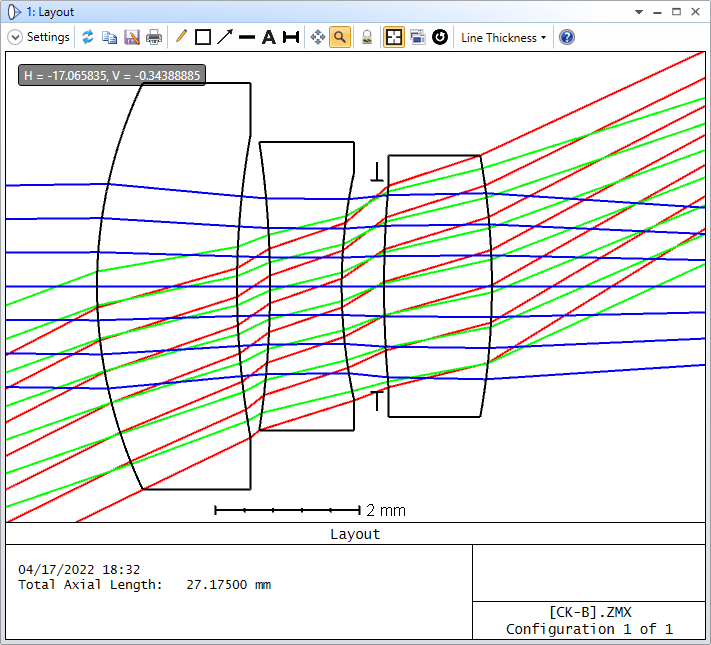 1: Layout
Settings
A
Line Thickness
H = -17.065835, V = -0.34388885
2 mm
Layout
04/17/2022 18:32
Total Axial Length: 27.17500 mm
[CK-B].ZMX
Configuration 1 of 1